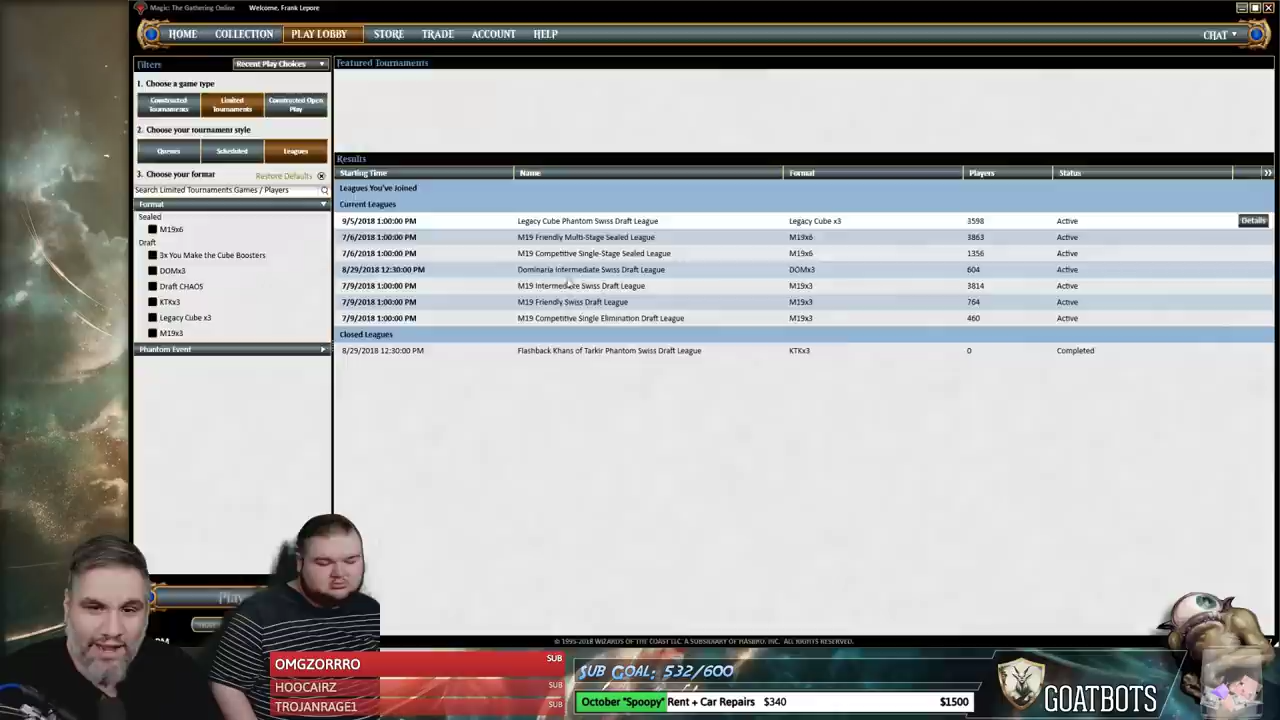 Magic: The Gathering Online Welcome, Frank Lepore
HOME COLLECTION PLAY LOBBY STORE TRADE ACCOUNT HELP CHAT
Filters Recent Play Choices
1. Choose a game type
Constructed Tournaments Limited Tournaments Constructed Open Play
2. Choose your tournament style
Queues Scheduled Leagues
3. Choose your format Restore Defaults
Search Limited Tournaments Games / Players
Format
Sealed
M19x6
Draft
3x You Make the Cube Boosters
DOMx3
Draft CHAOS
KTKx3
Legacy Cube x3
M19x3
Phantom Event
Featured Tournaments
Results
Starting Time Name Format Players Status
Leagues You've Joined
Current Leagues
9/5/2018 1:00:00 PM Legacy Cube Phantom Swiss Draft League Legacy Cube x3 3598 Active Details
7/6/2018 1:00:00 PM M19 Friendly Multi-Stage Sealed League M19x6 3863 Active
7/6/2018 1:00:00 PM M19 Competitive Single-Stage Sealed League M19x6 1356 Active
8/29/2018 12:30:00 PM Dominaria Intermediate Swiss Draft League DOMx3 604 Active
7/9/2018 1:00:00 PM M19 Intermediate Swiss Draft League M19x3 3814 Active
7/9/2018 1:00:00 PM M19 Friendly Swiss Draft League M19x3 764 Active
7/9/2018 1:00:00 PM M19 Competitive Single Elimination Draft League M19x3 460 Active
Closed Leagues
8/29/2018 12:30:00 PM Flashback Khans of Tarkir Phantom Swiss Draft League KTKx3 0 Completed
© 1995-2018 WIZARDS OF THE COAST LLC, A SUBSIDIARY OF HASBRO, INC. ALL RIGHTS RESERVED.
OMGZORRRO SUB
HOOCAIRZ SUB
TROJANRAGE1 SUB
SUB GOAL: 532/600
October "Spoopy" Rent + Car Repairs $340 $1500
GOATBOTS